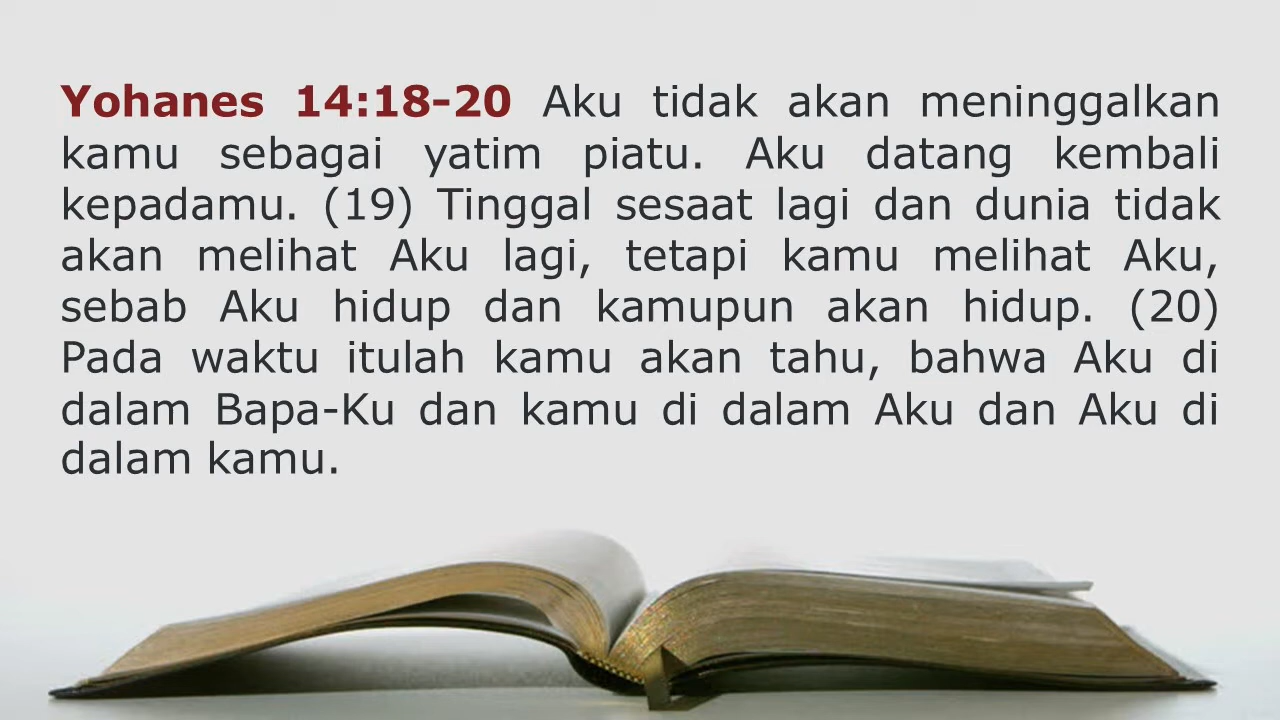 Yohanes 14:18-20 Aku tidak akan meninggalkan
kamu sebagai yatim piatu. Aku datang kembali
kepadamu. (19) Tinggal sesaat lagi dan dunia tidak
akan melihat Aku lagi, tetapi kamu melihat Aku,
sebab Aku hidup dan kamupun akan hidup. (20)
Pada waktu itulah kamu akan tahu, bahwa Aku di
dalam Bapa-Ku dan kamu di dalam Aku dan Aku di
dalam kamu.